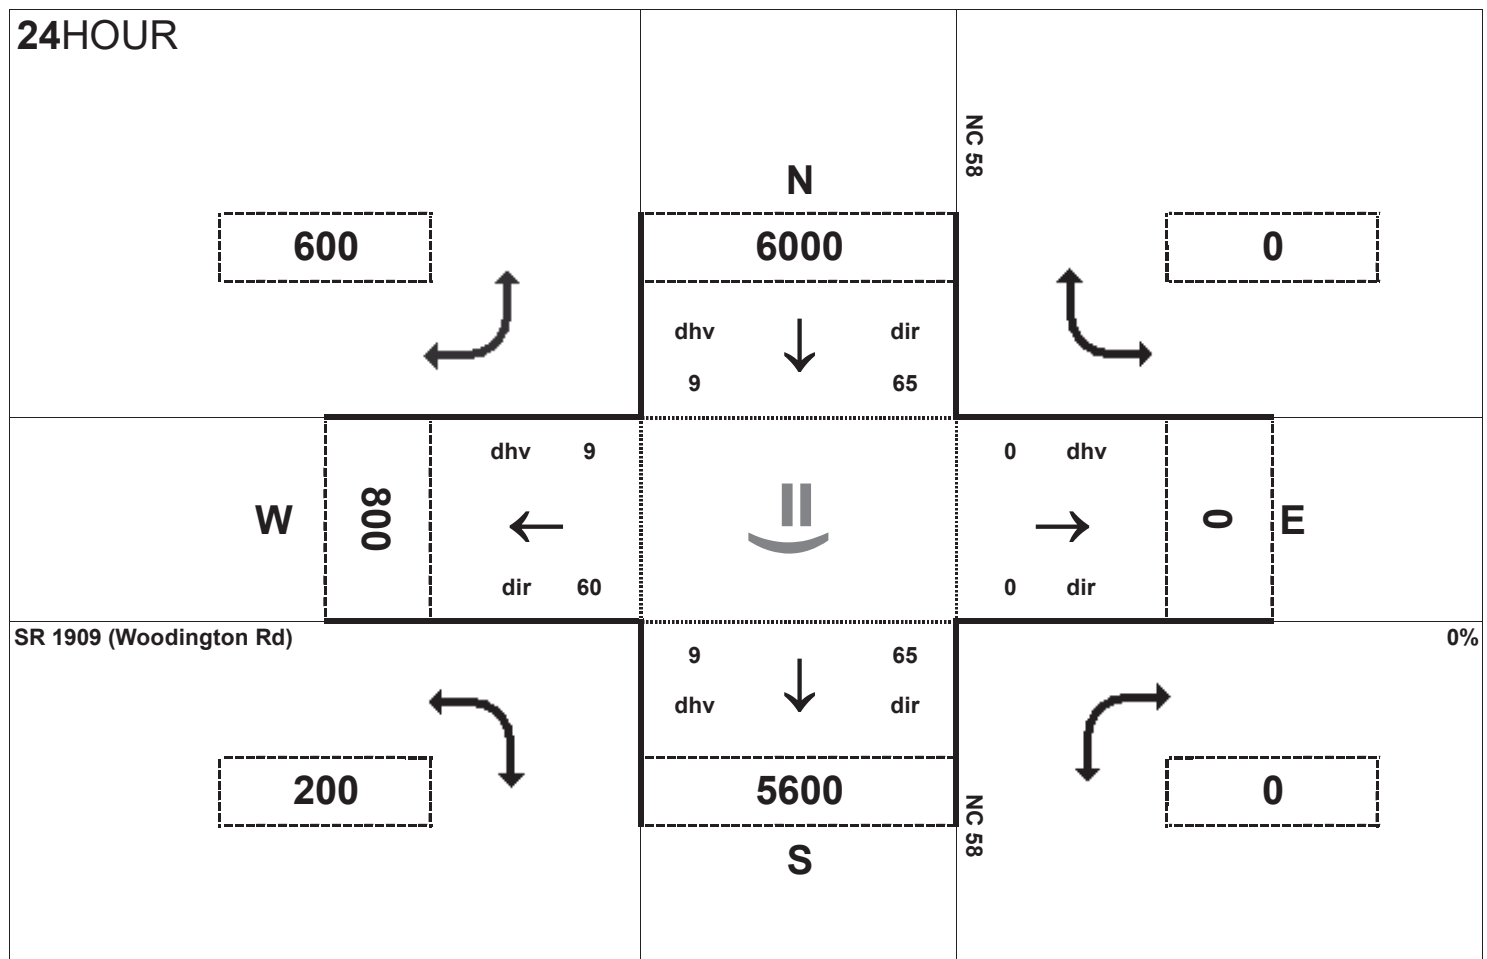 24HOUR
NC 58
N
600
6000
0
dhv
dir
9
65
dhv 9
0 dhv
W
800
0
E
dir 60
0 dir
SR 1909 (Woodington Rd)
0%
9
65
dhv
dir
200
5600
0
NC 58
S